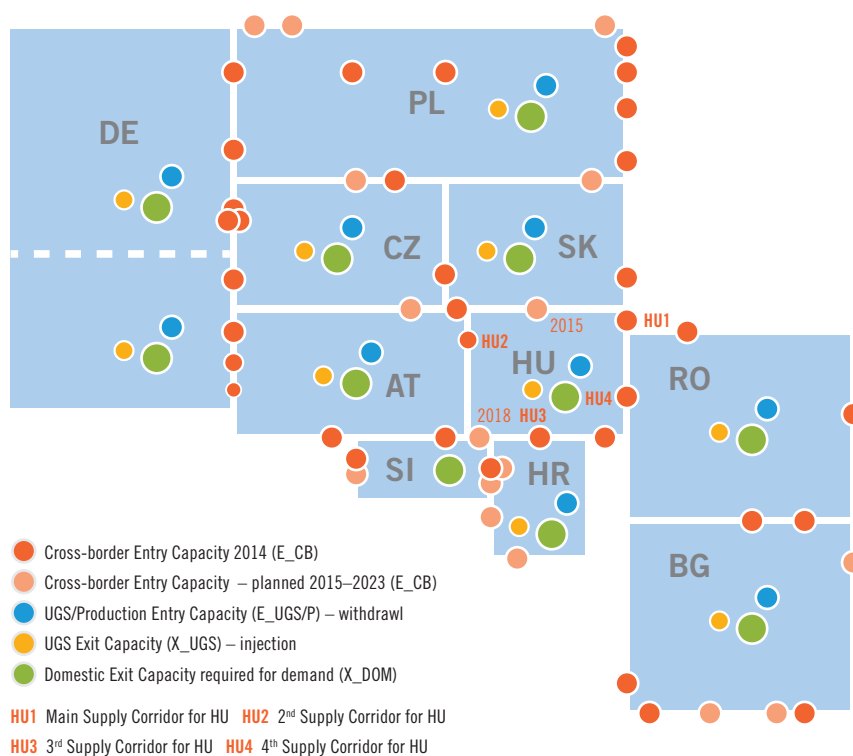 PL
DE
CZ
SK
2015
HU1
HU2
HU
RO
AT
HU4
2018 HU3
SI
HR
Cross-border Entry Capacity 2014 (E_CB)
Cross-border Entry Capacity – planned 2015–2023 (E_CB)
BG
UGS/Production Entry Capacity (E_UGS/P) – withdrawl
UGS Exit Capacity (X_UGS) – injection
Domestic Exit Capacity required for demand (X_DOM)
HU1 Main Supply Corridor for HU HU2 2nd Supply Corridor for HU
HU3 3rd Supply Corridor for HU HU4 4th Supply Corridor for HU